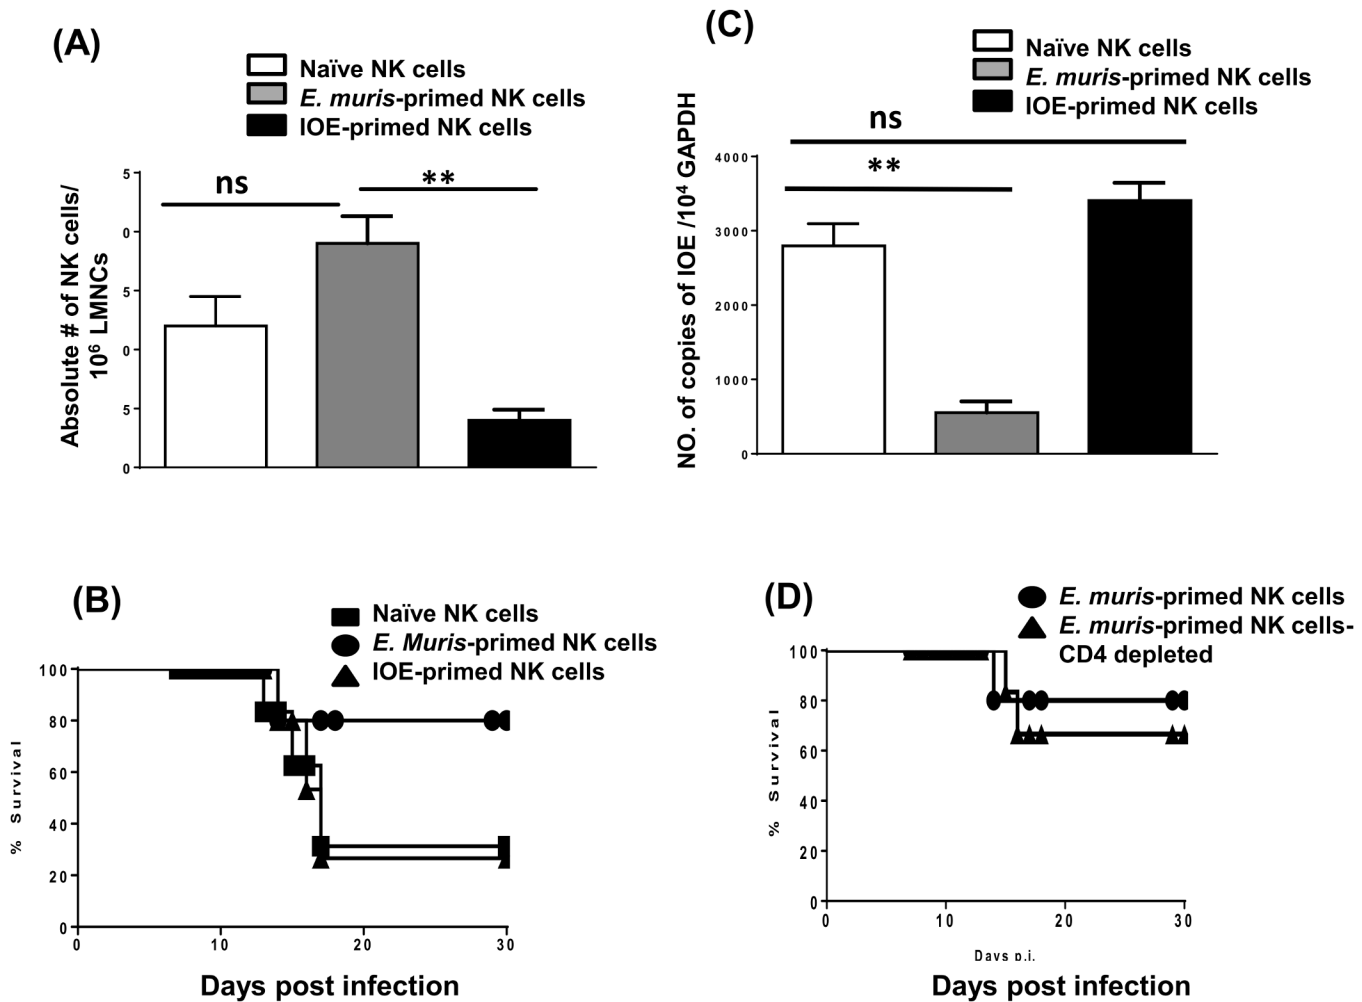 (A)
Naïve NK cells
E. muris-primed NK cells
IOE-primed NK cells
ns
**
5
0
5
0
5
0
Absolute # of NK cells/
10⁶ LMNCs
(C)
Naïve NK cells
E. muris-primed NK cells
IOE-primed NK cells
ns
**
4000
3000
2000
1000
0
NO. of copies of IOE /10⁴ GAPDH
(B)
Naïve NK cells
E. Muris-primed NK cells
IOE-primed NK cells
100
80
60
40
20
0
% Survival
0 10 20 30
Days post infection
(D)
E. muris-primed NK cells
E. muris-primed NK cells-
CD4 depleted
100
80
60
40
20
0
% Survival
0 10 20 30
Days p.i.
Days post infection